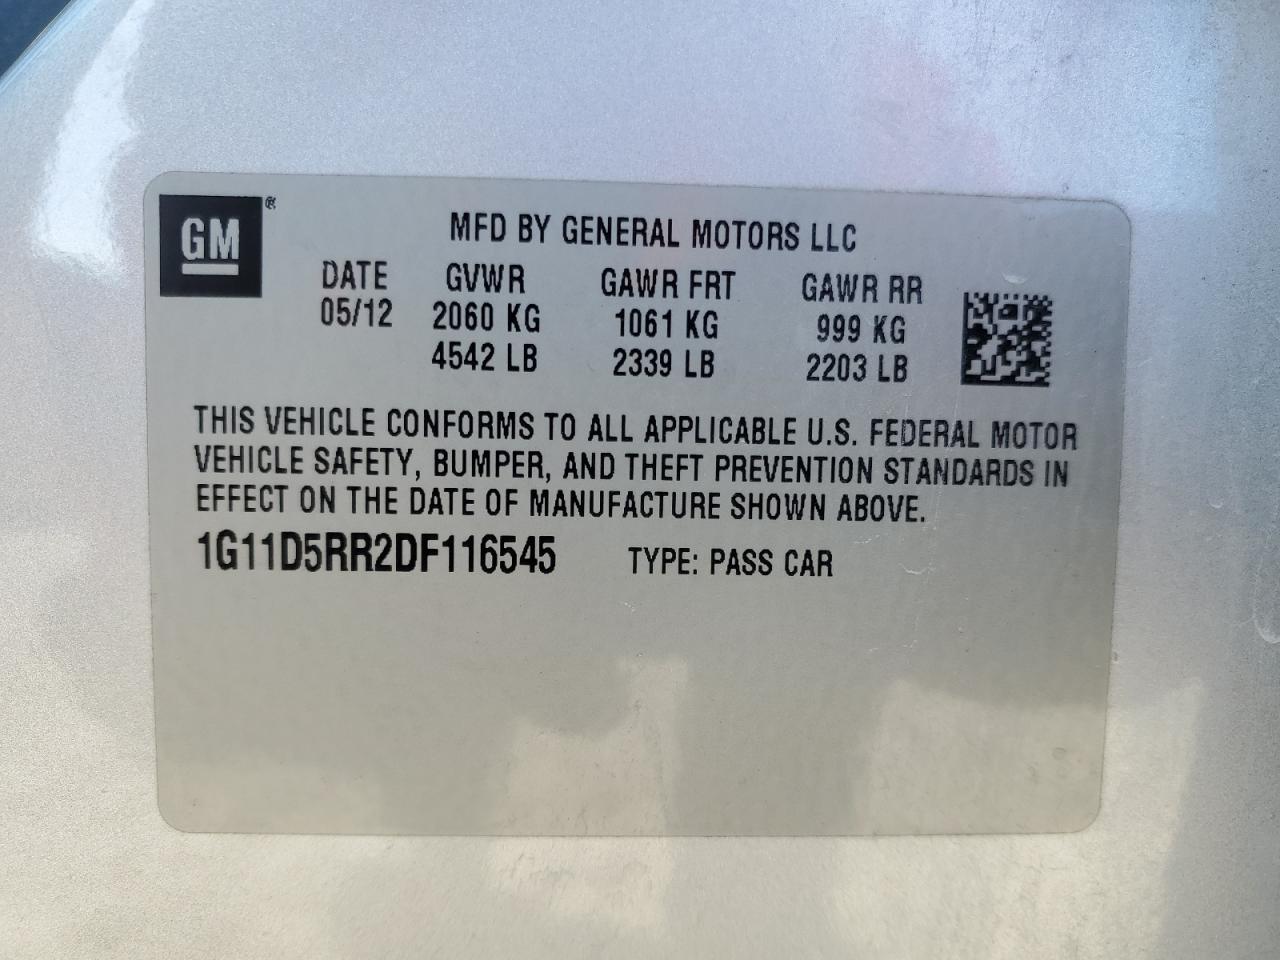 GM®
MFD BY GENERAL MOTORS LLC
DATE GVWR GAWR FRT GAWR RR
05/12 2060 KG 1061 KG 999 KG
4542 LB 2339 LB 2203 LB
THIS VEHICLE CONFORMS TO ALL APPLICABLE U.S. FEDERAL MOTOR
VEHICLE SAFETY, BUMPER, AND THEFT PREVENTION STANDARDS IN
EFFECT ON THE DATE OF MANUFACTURE SHOWN ABOVE.
1G11D5RR2DF116545 TYPE: PASS CAR